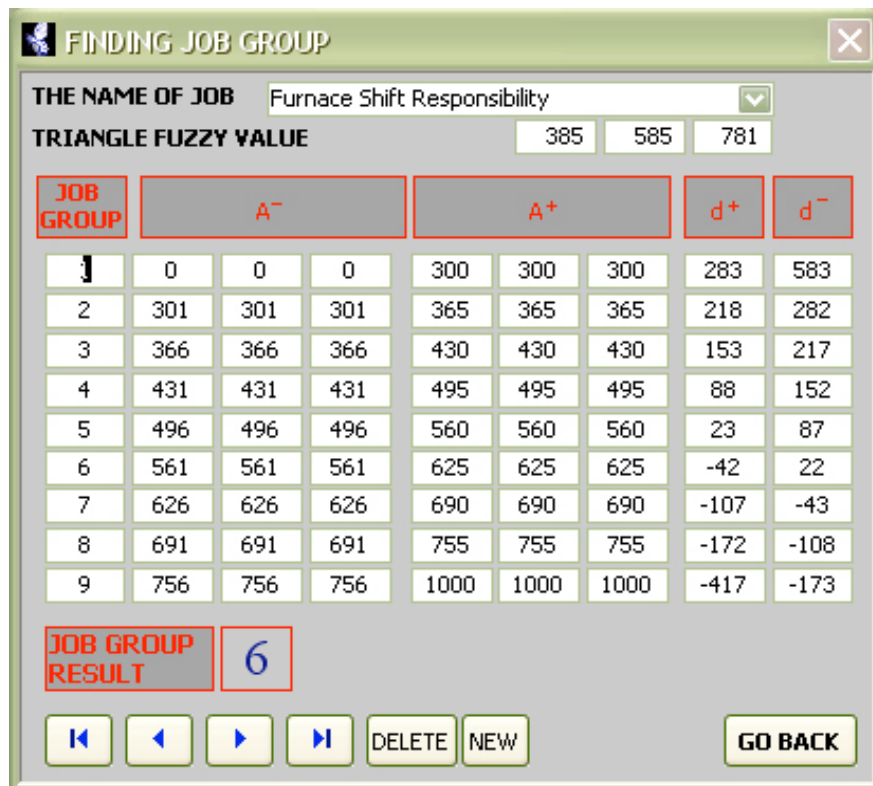 FINDING JOB GROUP
THE NAME OF JOB Furnace Shift Responsibility
TRIANGLE FUZZY VALUE 385 585 781
JOB GROUP A⁻ A⁺ d⁺ d⁻
1 0 0 0 300 300 300 283 583
2 301 301 301 365 365 365 218 282
3 366 366 366 430 430 430 153 217
4 431 431 431 495 495 495 88 152
5 496 496 496 560 560 560 23 87
6 561 561 561 625 625 625 -42 22
7 626 626 626 690 690 690 -107 -43
8 691 691 691 755 755 755 -172 -108
9 756 756 756 1000 1000 1000 -417 -173
JOB GROUP RESULT 6
DELETE NEW GO BACK